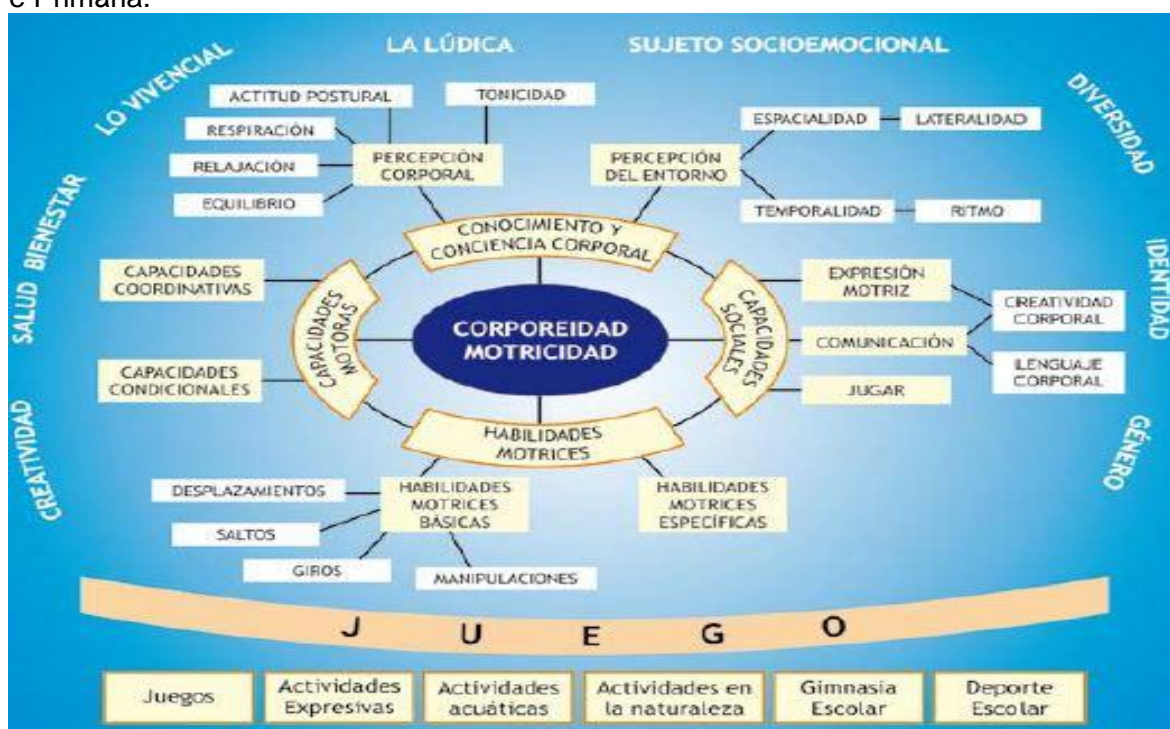 c Primaria.
LA LÚDICA
SUJETO SOCIOEMOCIONAL
LO VIVENCIAL
DIVERSIDAD
SALUD BIENESTAR
IDENTIDAD
CREATIVIDAD
GÉNERO
ACTITUD POSTURAL
TONICIDAD
RESPIRACIÓN
RELAJACIÓN
EQUILIBRIO
PERCEPCIÓN
CORPORAL
PERCEPCIÓN
DEL ENTORNO
ESPACIALIDAD
LATERALIDAD
TEMPORALIDAD
RITMO
CONOCIMIENTO Y
CONCIENCIA CORPORAL
CAPACIDADES
COORDINATIVAS
CAPACIDADES
CONDICIONALES
CAPACIDADES
MOTORAS
CORPOREIDAD
MOTRICIDAD
CAPACIDADES
SOCIALES
EXPRESIÓN
MOTRIZ
COMUNICACIÓN
JUGAR
CREATIVIDAD
CORPORAL
ILENGUAJE
CORPORAL
HABILIDADES
MOTRICES
DESPLAZAMIENTOS
SALTOS
GIROS
MANIPULACIONES
HABILIDADES
MOTRICES
BÁSICAS
HABILIDADES
MOTRICES
ESPECÍFICAS
JUEGO
Juegos
Actividades
Expresivas
Actividades
acuáticas
Actividades en
la naturaleza
Gimnasia
Escolar
Deporte
Escolar